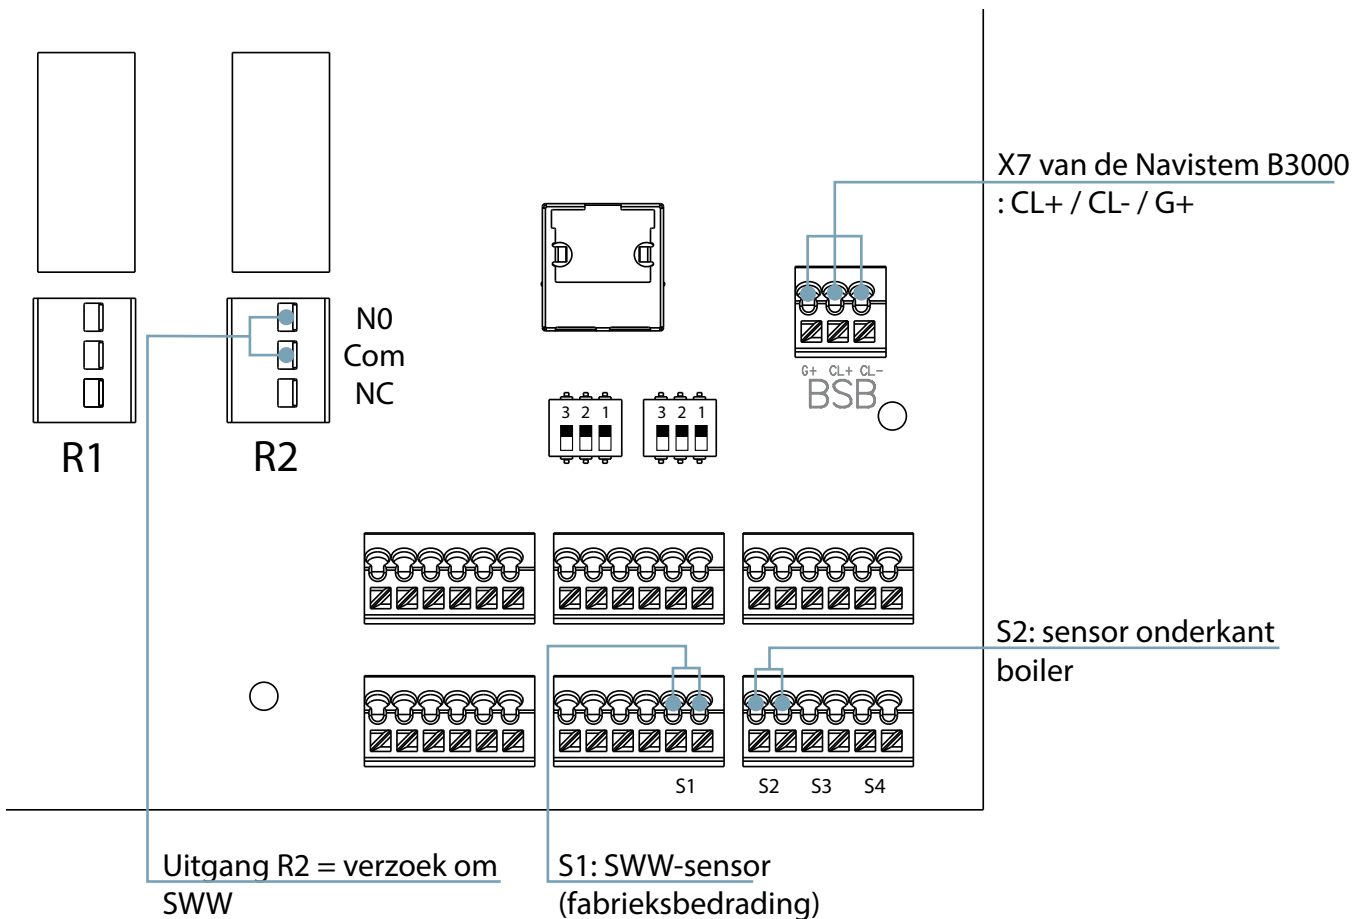 X7 van de Navistem B3000
: CL+ / CL- / G+
N0
Com
NC
R1
R2
G+ CL+ CL-
BSB
3 2 1
3 2 1
S2: sensor onderkant
boiler
S1
S2 S3 S4
Uitgang R2 = verzoek om
SWW
S1: SWW-sensor
(fabrieksbedrading)